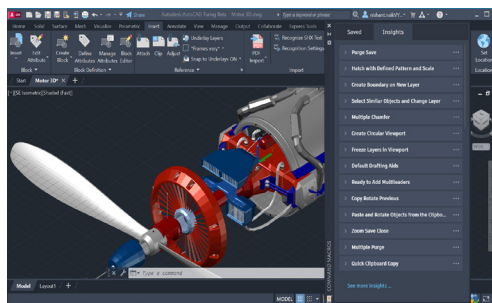 Share
Motor 3D.dwg
Type a keyword or phrase
Home Solid Surface Mesh Visualize Parametric Insert Annotate View Manage Output Collaborate Express Tools
Insert
Edit Attribute
Create Block
Define Attributes
Manage Attributes
Block Editor
Attach
Clip
Adjust
Underlay Layers
*Frames vary*
Snap to Underlays ON
PDF Import
Recognize SHX Text
Recognition Settings
Set Location
Block
Block Definition
Reference
Import
Location
Start
Motor 3D*
[-][SE Isometric][Shaded (Fast)]
Saved
Insights
Purge Save
Hatch with Defined Pattern and Scale
Create Boundary on New Layer
Select Similar Objects and Change Layer
Multiple Chamfer
Create Circular Viewport
Freeze Layers in Viewport
Default Drafting Aids
Ready to Add Multileaders
Copy Rotate Previous
Paste and Rotate Objects from the Clipbo...
Zoom Save Close
Multiple Purge
Quick Clipboard Copy
See more Insights ...
COMMAND MACROS
Type a command
Model
Layout1
MODEL